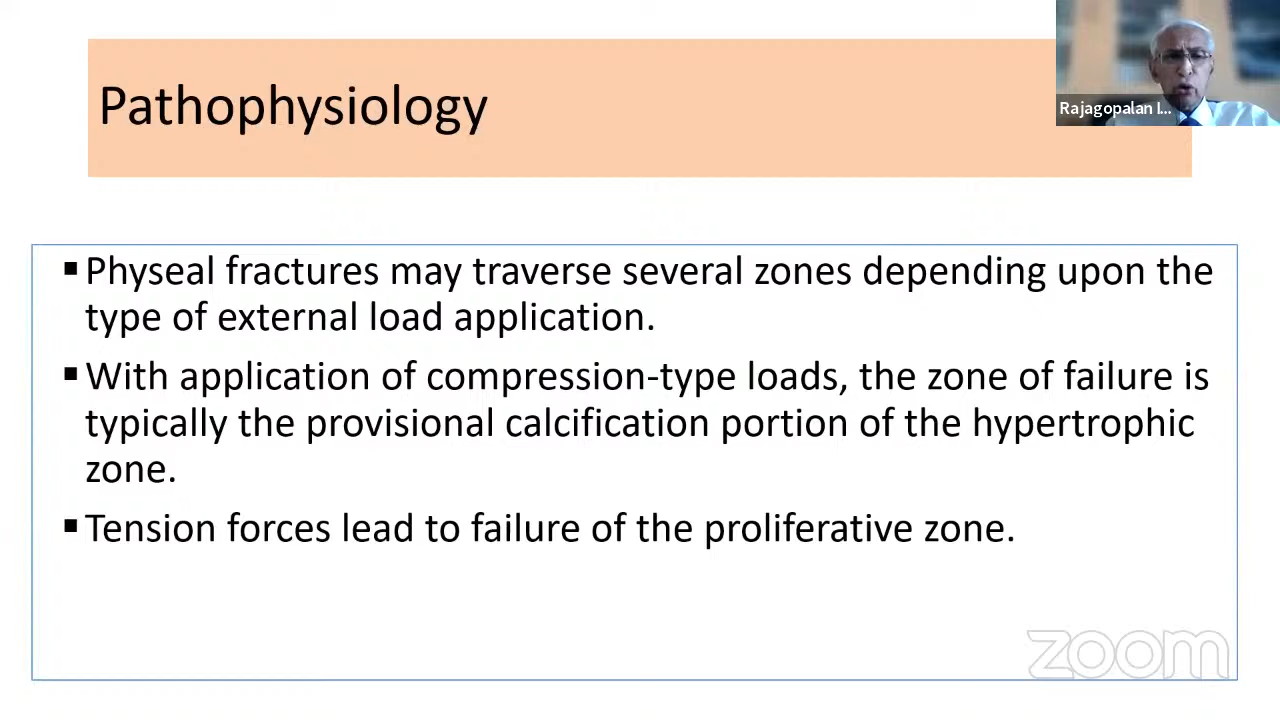 Pathophysiology
Rajagopalan I...
▪ Physeal fractures may traverse several zones depending upon the
type of external load application.
▪ With application of compression-type loads, the zone of failure is
typically the provisional calcification portion of the hypertrophic
zone.
▪ Tension forces lead to failure of the proliferative zone.
zoom